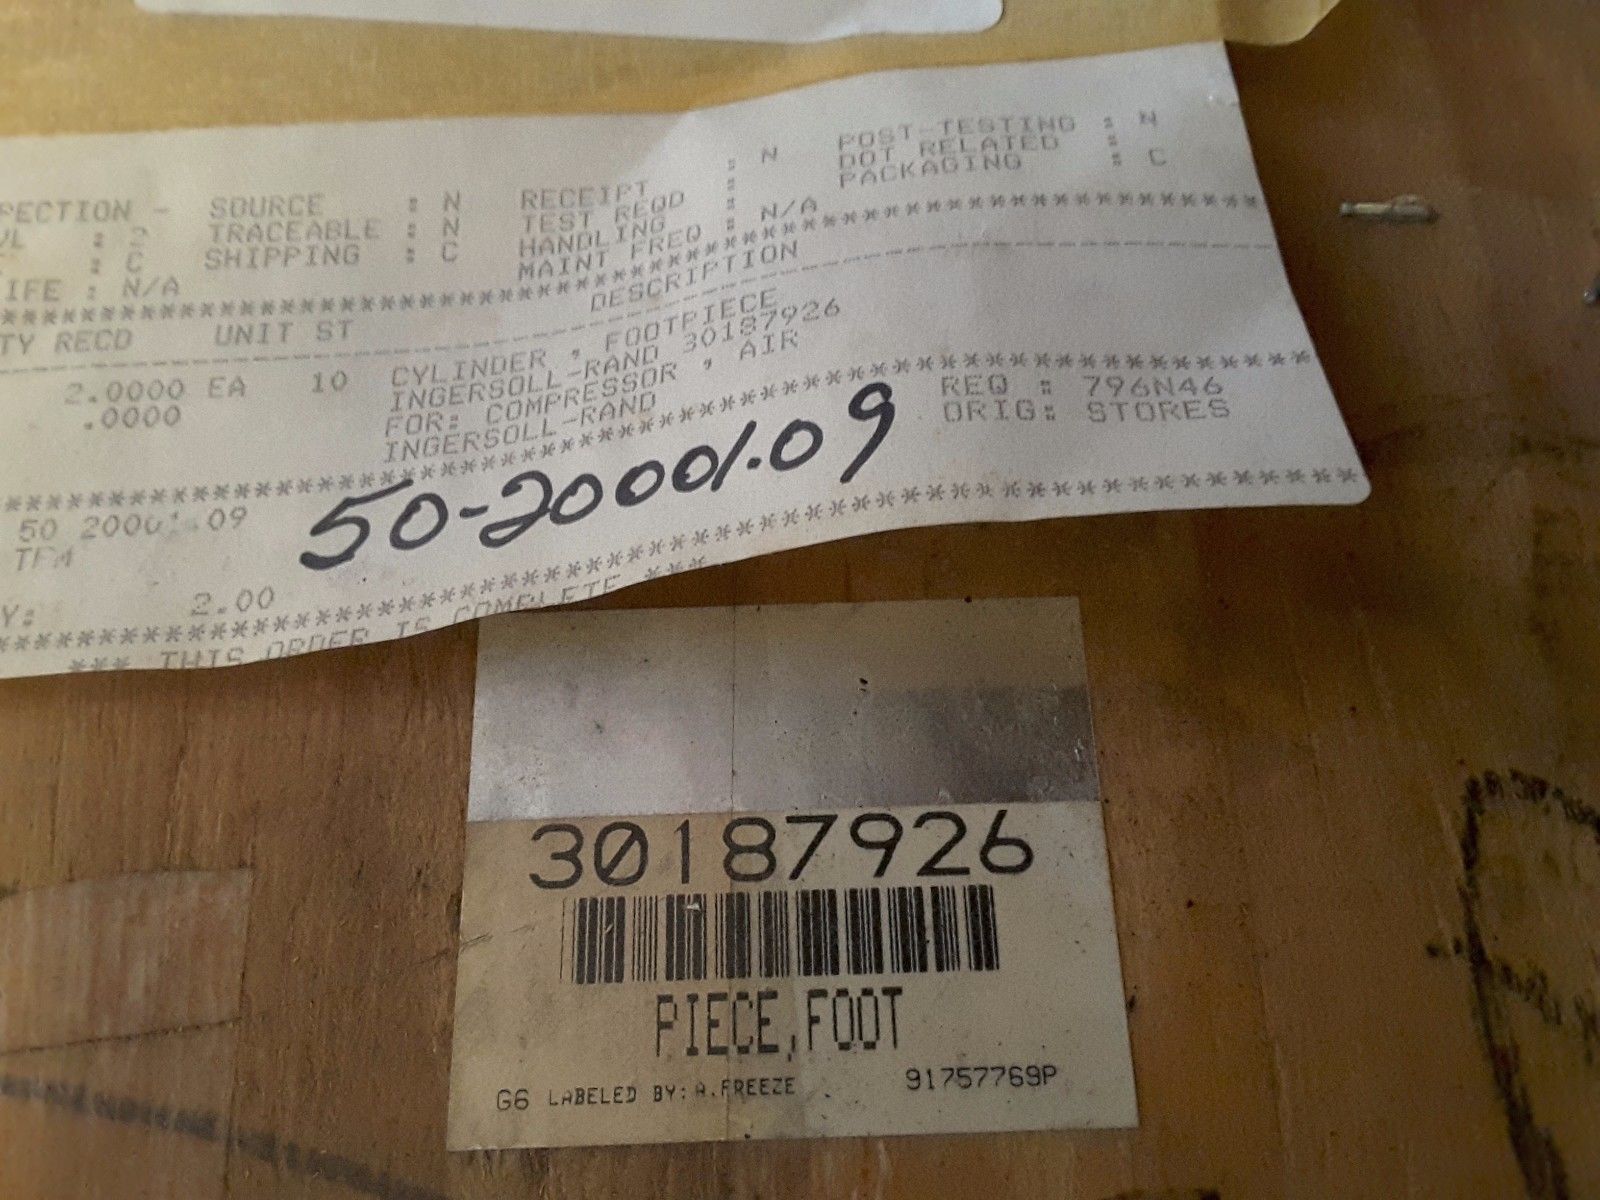 PECTION - SOURCE : N RECEIPT : N POST-TESTING : N
VL : 2 TRACEABLE : N TEST REQD : DOT RELATED :
: C SHIPPING : C HANDLING : N/A PACKAGING : C
IFE : N/A MAINT FREQ :
TY RECD UNIT ST DESCRIPTION
2.0000 EA 10 CYLINDER , FOOTPIECE
.0000 INGERSOLL-RAND 30187926
FOR: COMPRESSOR , AIR
INGERSOLL-RAND
REQ : 796N46
ORIG: STORES
50-20001.09
50 20001.09
Y: 2.00
*** THIS ORDER IS COMPLETE ***
30187926
PIECE,FOOT
G6 LABELED BY: A.FREEZE 91757769P